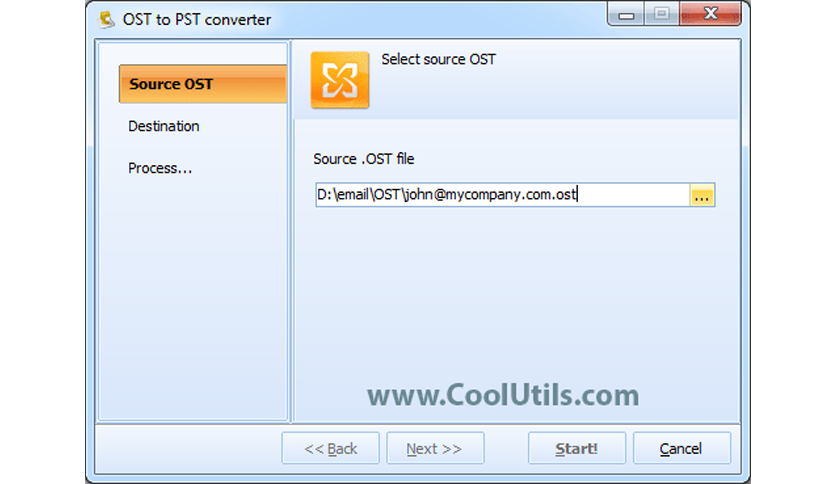 OST to PST converter
Source OST
Destination
Process...
Select source OST
Source .OST file
D:\email\OST\john@mycompany.com.ost
...
www.CoolUtils.com
<< Back
Next >>
Start!
Cancel